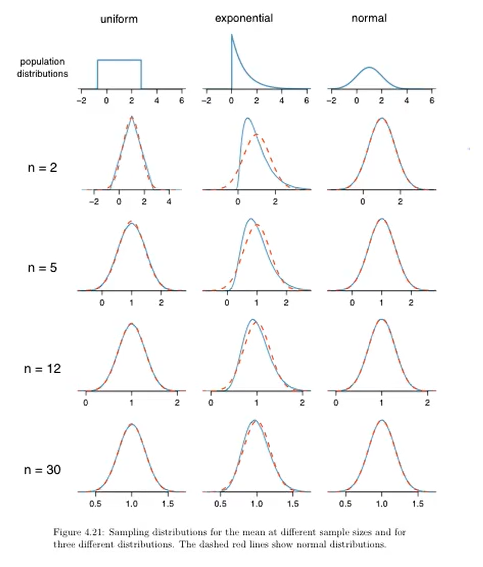 uniform exponential normal
population
distributions
−2 0 2 4 6 −2 0 2 4 6 −2 0 2 4 6
n = 2
−2 0 2 4 0 2 0 2
n = 5
0 1 2 0 1 2 0 1 2
n = 12
0 1 2 0 1 2 0 1 2
n = 30
0.5 1.0 1.5 0.5 1.0 1.5 0.5 1.0 1.5
Figure 4.21: Sampling distributions for the mean at different sample sizes and for
three different distributions. The dashed red lines show normal distributions.